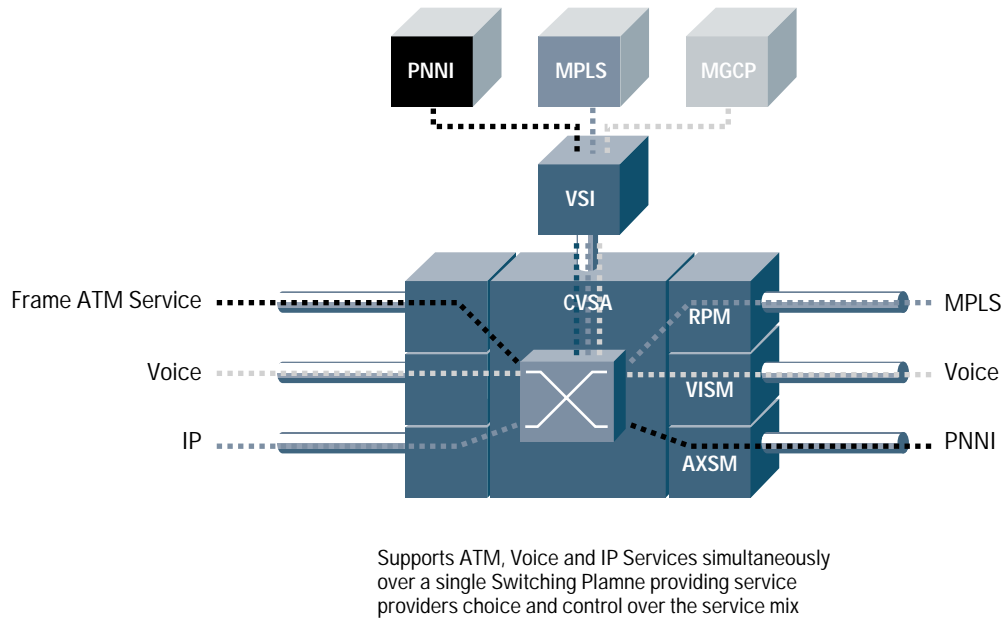 PNNI
MPLS
MGCP
VSI
CVSA
Frame ATM Service
RPM
MPLS
Voice
VISM
Voice
IP
AXSM
PNNI
Supports ATM, Voice and IP Services simultaneously
over a single Switching Plamne providing service
providers choice and control over the service mix